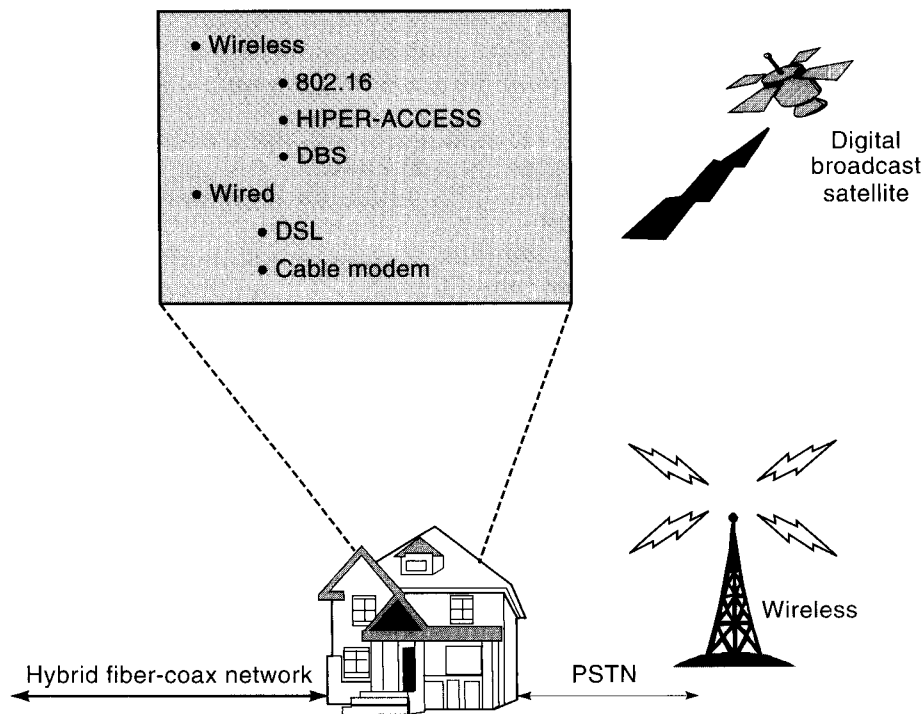 • Wireless
• 802.16
• HIPER-ACCESS
• DBS
• Wired
• DSL
• Cable modem
Digital
broadcast
satellite
Wireless
Hybrid fiber-coax network
PSTN